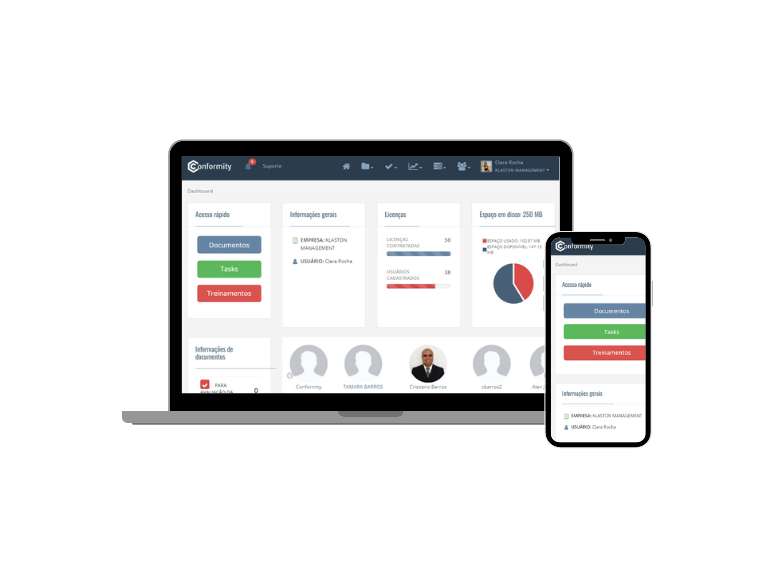 Conformity
Suporte
Clara Rocha
KLASTON MANAGEMENT
Dashboard
Acesso rápido
Documentos
Tasks
Treinamentos
Informações gerais
EMPRESA: KLASTON
MANAGEMENT
USUÁRIO: Clara Rocha
Licenças
LICENÇAS
CONTRATADAS
50
USUÁRIOS
CADASTRADOS
38
Espaço em disco: 250 MB
ESPAÇO USADO: 102.87 MB
ESPAÇO DISPONÍVEL: 147.13
MB
Informações de
documentos
PARA
AVALIAÇÃO DA
0
Conformity
TAMARA BARROS
Cristiano Barros
cbarros2
Conformity
Dashboard
Acesso rápido
Documentos
Tasks
Treinamentos
Informações gerais
EMPRESA: KLASTON MANAGEMENT
USUÁRIO: Clara Rocha